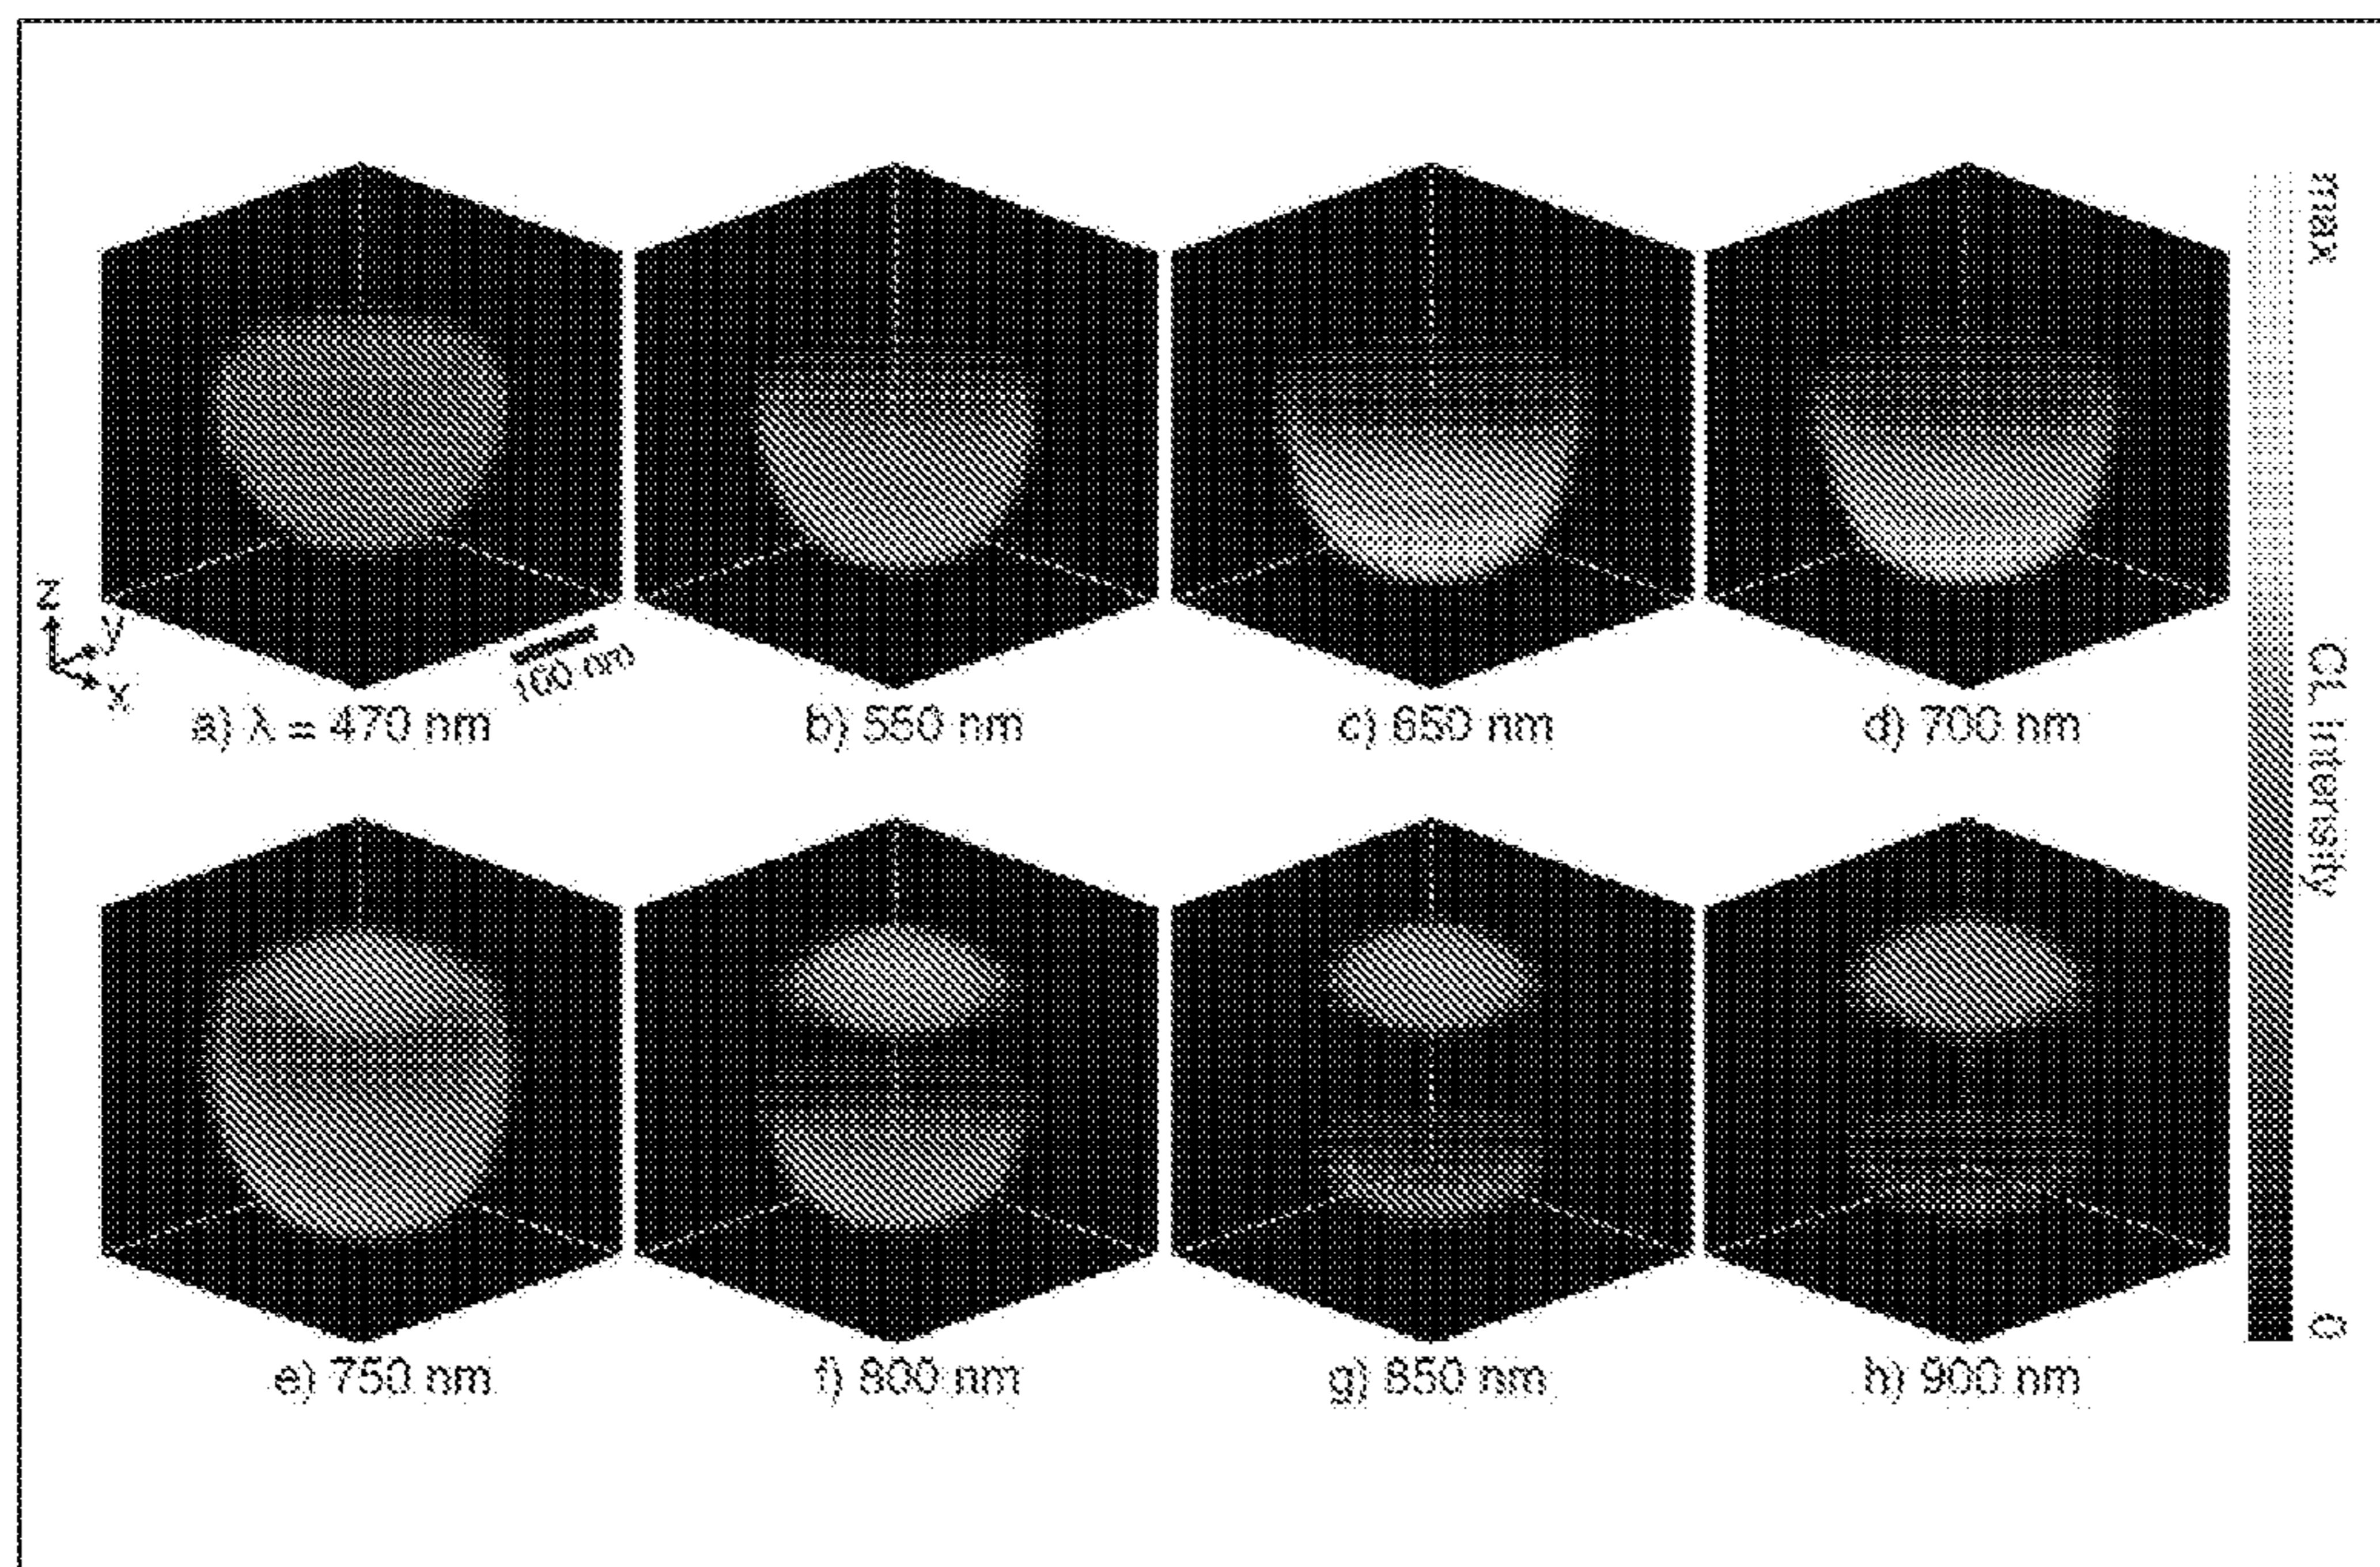 max
z
y
x
100 nm
a) λ = 470 nm
b) 550 nm
c) 650 nm
d) 700 nm
CL Intensity
e) 750 nm
f) 800 nm
g) 850 nm
h) 900 nm
0